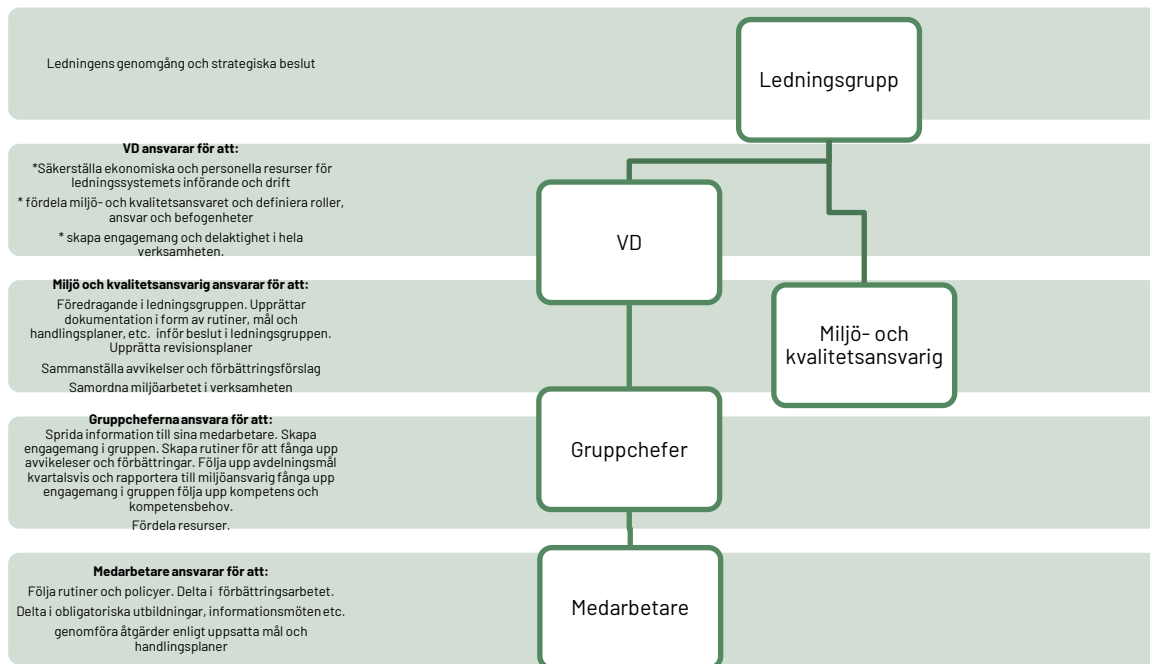 Ledningens genomgång och strategiska beslut
Ledningsgrupp
VD ansvarar för att:
*Säkerställa ekonomiska och personella resurser för
ledningssystemets införande och drift
* fördela miljö- och kvalitetsansvaret och definiera roller,
ansvar och befogenheter
* skapa engagemang och delaktighet i hela
verksamheten.
VD
Miljö och kvalitetsansvarig ansvarar för att:
Föredragande i ledningsgruppen. Upprättar
dokumentation i form av rutiner, mål och
handlingsplaner, etc. inför beslut i ledningsgruppen.
Upprätta revisionsplaner
Sammanställa avvikelser och förbättringsförslag
Samordna miljöarbetet i verksamheten
Miljö- och
kvalitetsansvarig
Gruppcheferna ansvara för att:
Sprida information till sina medarbetare. Skapa
engagemang i gruppen. Skapa rutiner för att fånga upp
avvikeleser och förbättringar. Följa upp avdelningsmål
kvartalsvis och rapportera till miljöansvarig fånga upp
engagemang i gruppen följa upp kompetens och
kompetensbehov.
Fördela resurser.
Gruppchefer
Medarbetare ansvarar för att:
Följa rutiner och policyer. Delta i förbättringsarbetet.
Delta i obligatoriska utbildningar, informationsmöten etc.
genomföra åtgärder enligt uppsatta mål och
handlingsplaner
Medarbetare